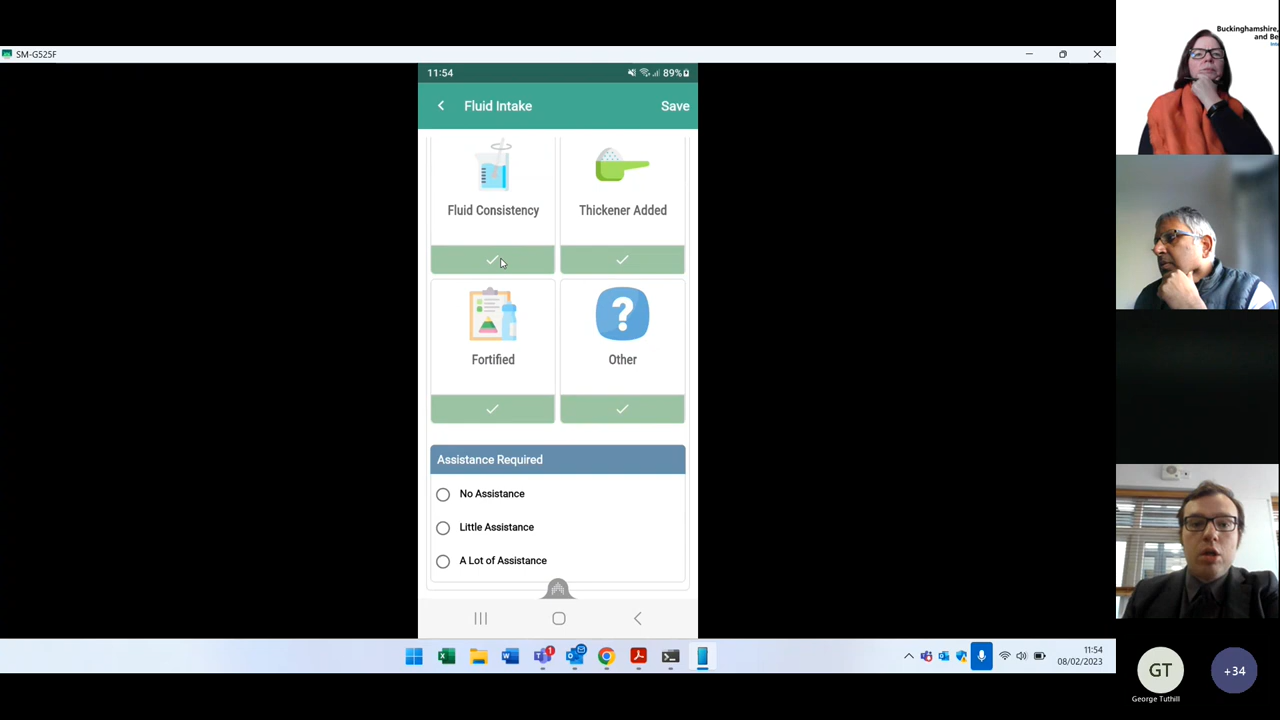 SM-G525F
11:54
89%
Fluid Intake
Save
Fluid Consistency
Thickener Added
Fortified
Other
Assistance Required
No Assistance
Little Assistance
A Lot of Assistance
11:54
08/02/2023
Buckinghamshire,
and Be
GT
+34
George Tuthill